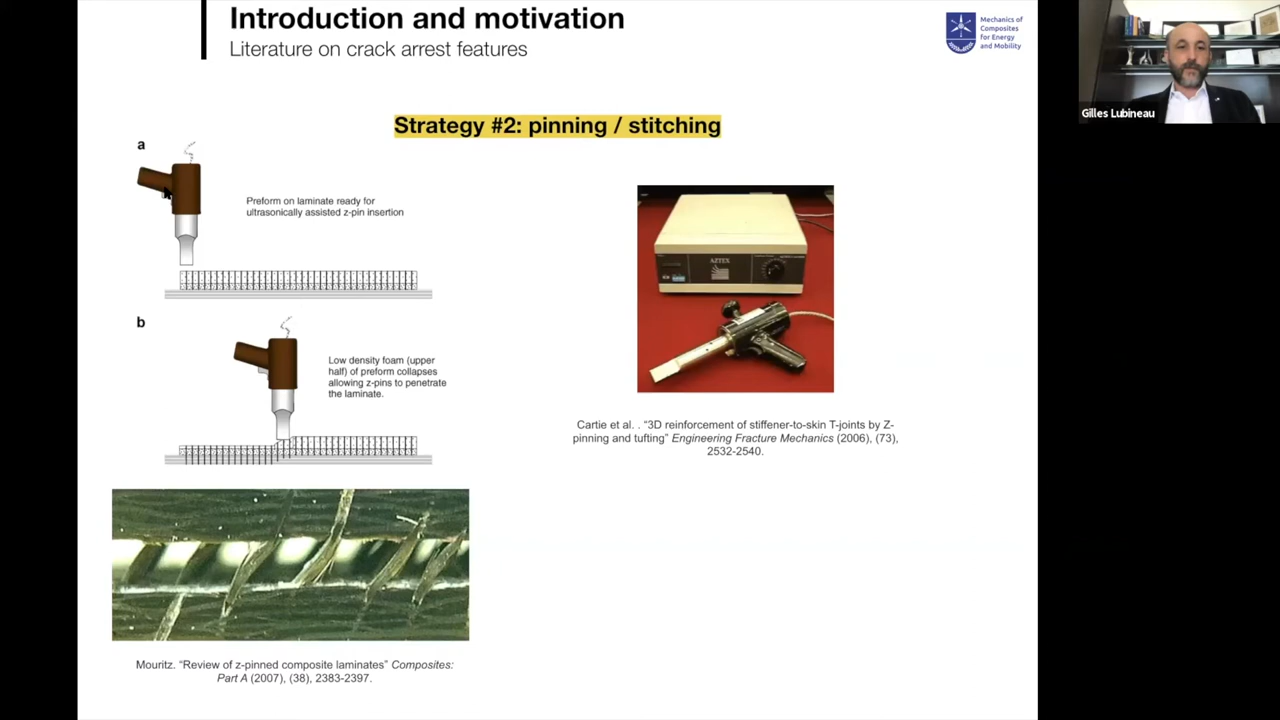 Introduction and motivation
Literature on crack arrest features
Mechanics of
Composites
for Energy
and Mobility
Gilles Lubineau
Strategy #2: pinning / stitching
a
Preform on laminate ready for
ultrasonically assisted z-pin insertion
b
Low density foam (upper
half) of preform collapses
allowing z-pins to penetrate
the laminate.
AZTEX
Cartie et al. . “3D reinforcement of stiffener-to-skin T-joints by Z-
pinning and tufting” Engineering Fracture Mechanics (2006), (73),
2532-2540.
Mouritz. “Review of z-pinned composite laminates” Composites:
Part A (2007), (38), 2383-2397.